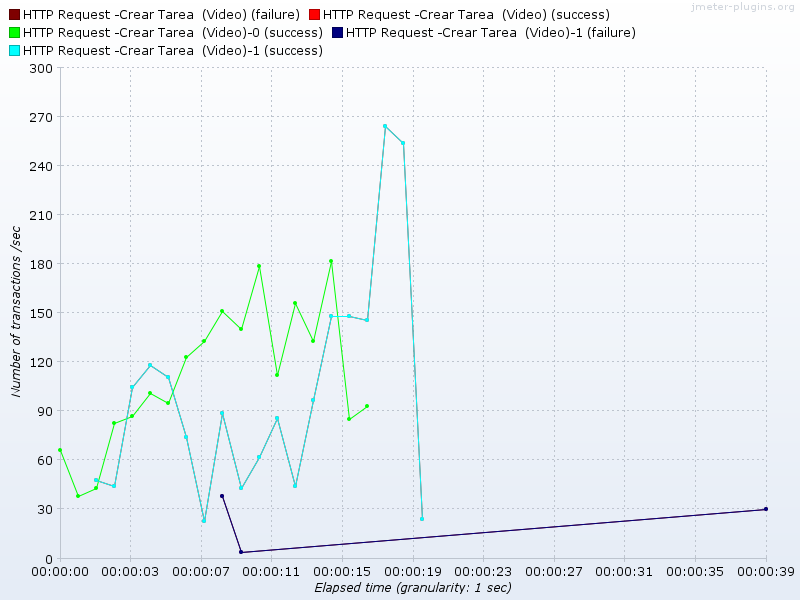 jmeter-plugins.org
HTTP Request -Crear Tarea (Video) (failure) HTTP Request -Crear Tarea (Video) (success)
HTTP Request -Crear Tarea (Video)-0 (success) HTTP Request -Crear Tarea (Video)-1 (failure)
HTTP Request -Crear Tarea (Video)-1 (success)
300
270
240
210
180
150
120
90
60
30
0
Number of transactions /sec
00:00:00 00:00:03 00:00:07 00:00:11 00:00:15 00:00:19 00:00:23 00:00:27 00:00:31 00:00:35 00:00:39
Elapsed time (granularity: 1 sec)